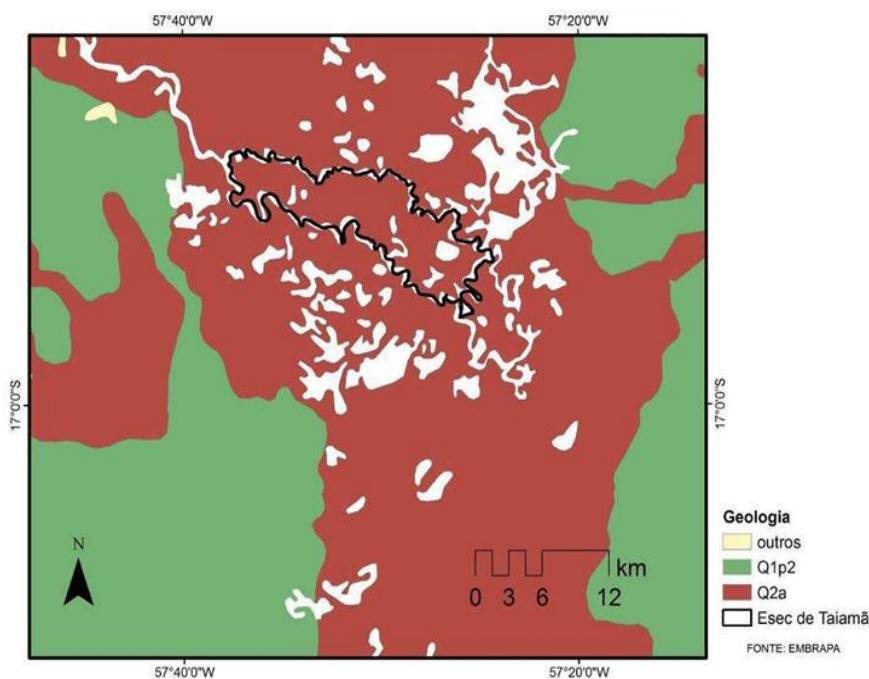 57°40'0"W
57°20'0"W
17°0'0"S
17°0'0"S
N
km
0 3 6 12
57°40'0"W
57°20'0"W
Geologia
outros
Q1p2
Q2a
Esec de Taiamã
FONTE: EMBRAPA